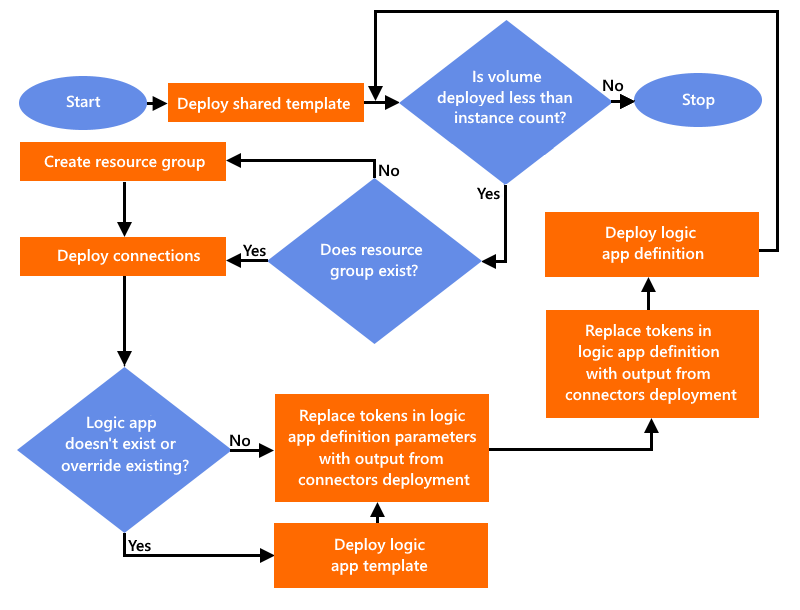 Start
Deploy shared template
Is volume
deployed less than
instance count?
No
Stop
Yes
Does resource
group exist?
No
Create resource group
Yes
Deploy connections
Logic app
doesn't exist or
override existing?
No
Yes
Deploy logic
app template
Replace tokens in logic
app definition parameters
with output from
connectors deployment
Replace tokens in
logic app definition
with output from
connectors deployment
Deploy logic
app definition